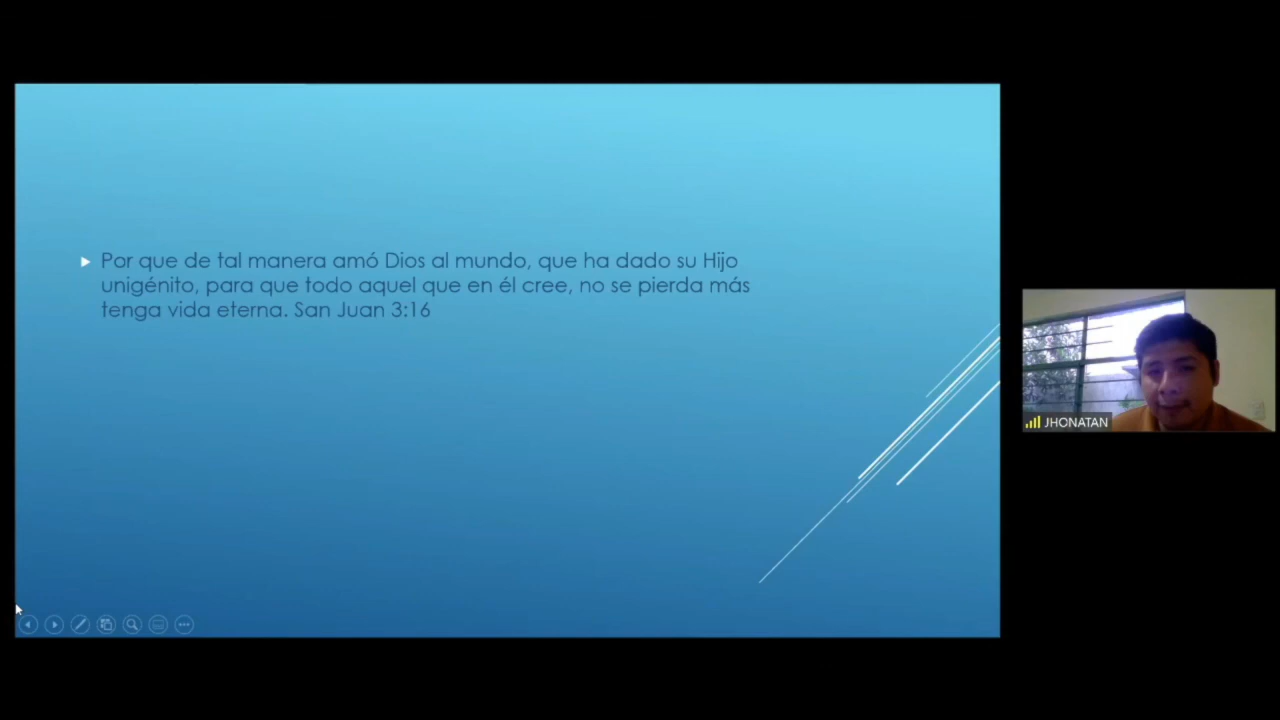 Por que de tal manera amó Dios al mundo, que ha dado su Hijo
unigénito, para que todo aquel que en él cree, no se pierda más
tenga vida eterna. San Juan 3:16
JHONATAN